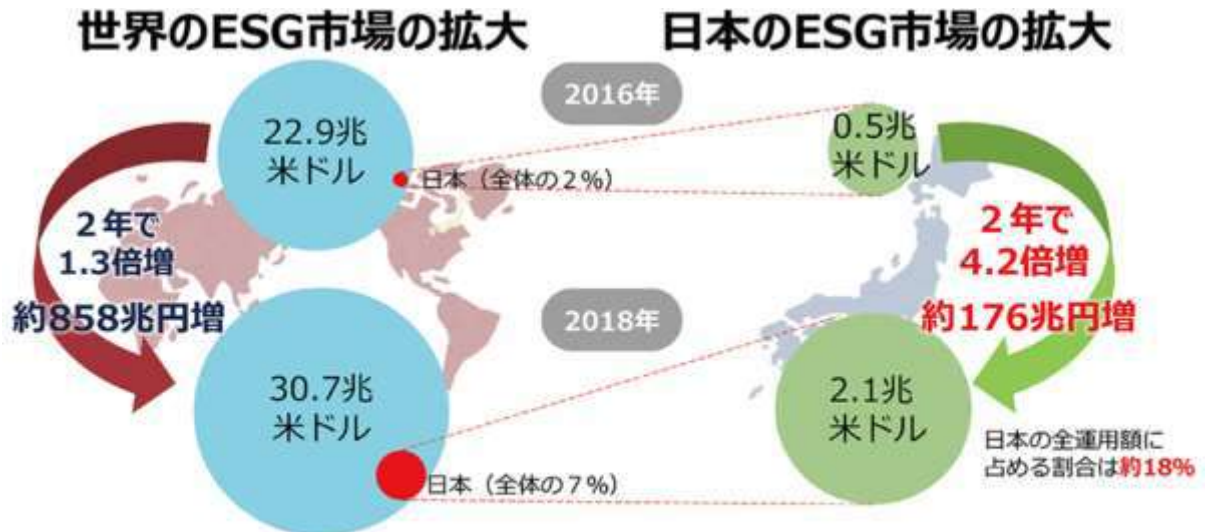 世界のESG市場の拡大
日本のESG市場の拡大
2016年
22.9兆
米ドル
日本（全体の２%）
0.5兆
米ドル
２年で
1.3倍増
約858兆円増
２年で
4.2倍増
約176兆円増
2018年
30.7兆
米ドル
日本（全体の７%）
2.1兆
米ドル
日本の全運用額に
占める割合は約18%